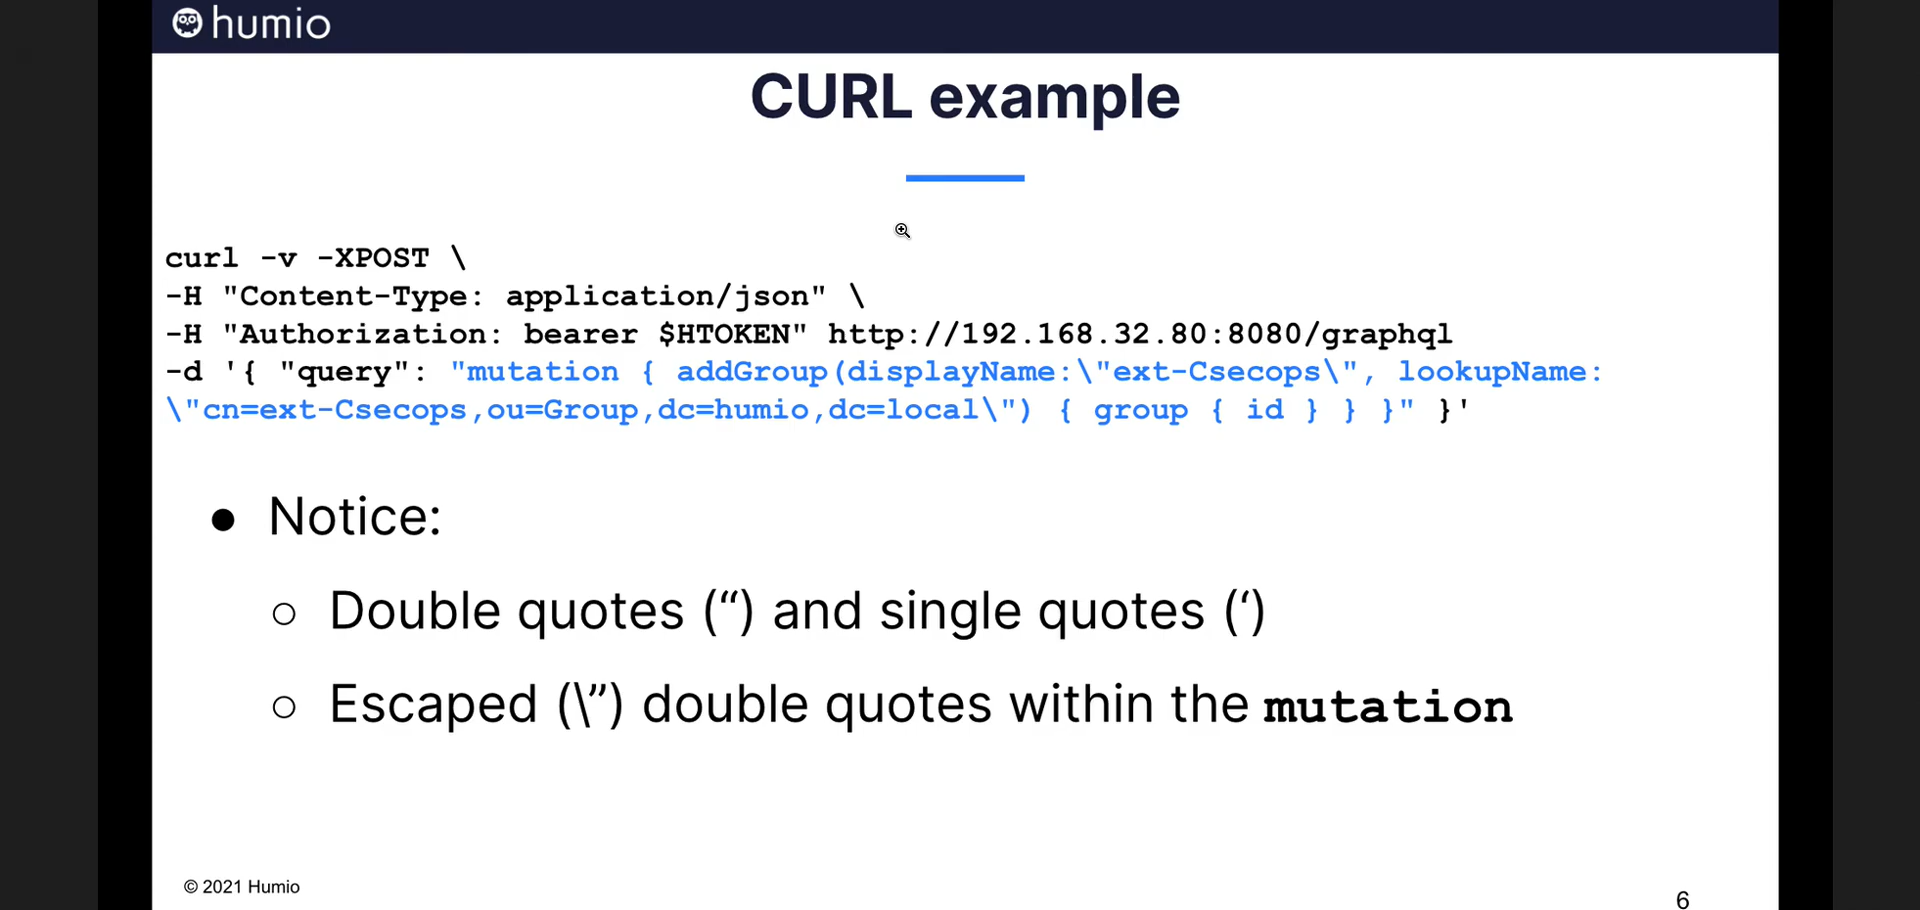 humio
CURL example
curl -v -XPOST \
-H "Content-Type: application/json" \
-H "Authorization: bearer $HTOKEN" http://192.168.32.80:8080/graphql
-d '{ "query": "mutation { addGroup(displayName:\"ext-Csecops\", lookupName:
\"cn=ext-Csecops,ou=Group,dc=humio,dc=local\") { group { id } } }" }'
● Notice:
○ Double quotes (“) and single quotes (‘)
○ Escaped (\”) double quotes within the mutation
© 2021 Humio
6